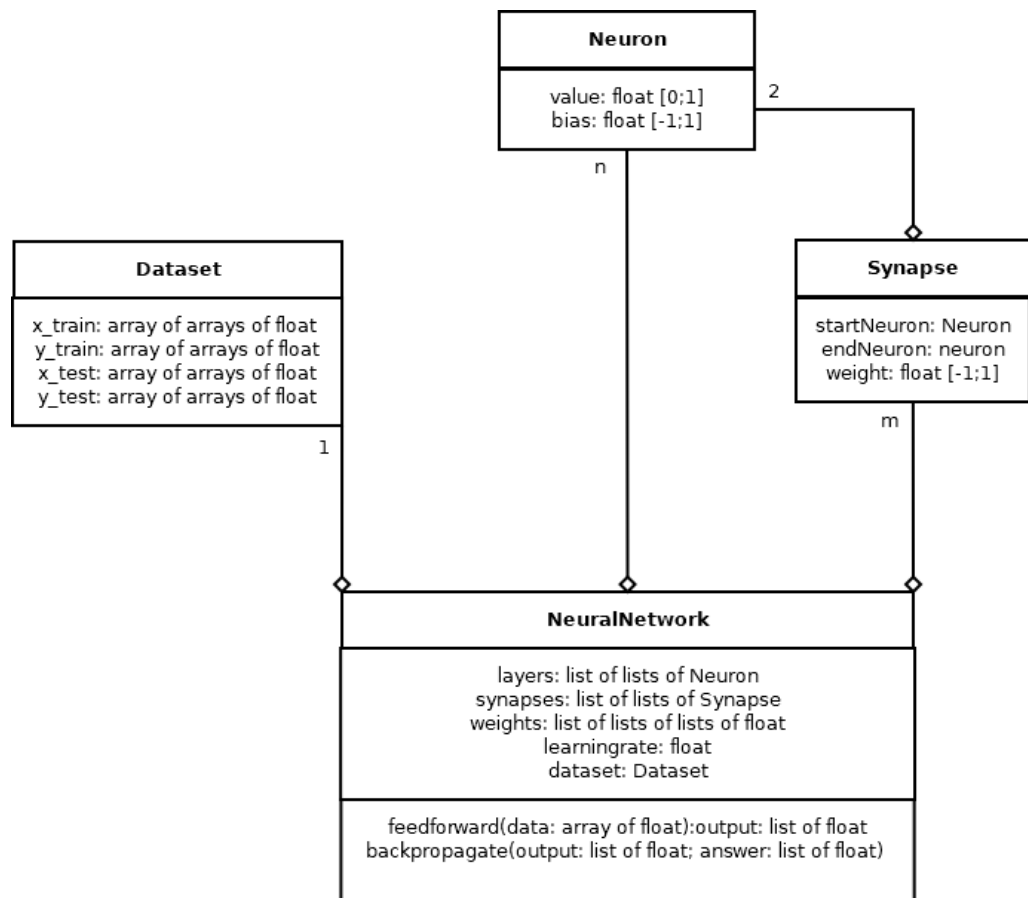 Neuron
value: float [0;1]
bias: float [-1;1]
2
n
Dataset
x_train: array of arrays of float
y_train: array of arrays of float
x_test: array of arrays of float
y_test: array of arrays of float
1
Synapse
startNeuron: Neuron
endNeuron: neuron
weight: float [-1;1]
m
NeuralNetwork
layers: list of lists of Neuron
synapses: list of lists of Synapse
weights: list of lists of lists of float
learningrate: float
dataset: Dataset
feedforward(data: array of float):output: list of float
backpropagate(output: list of float; answer: list of float)